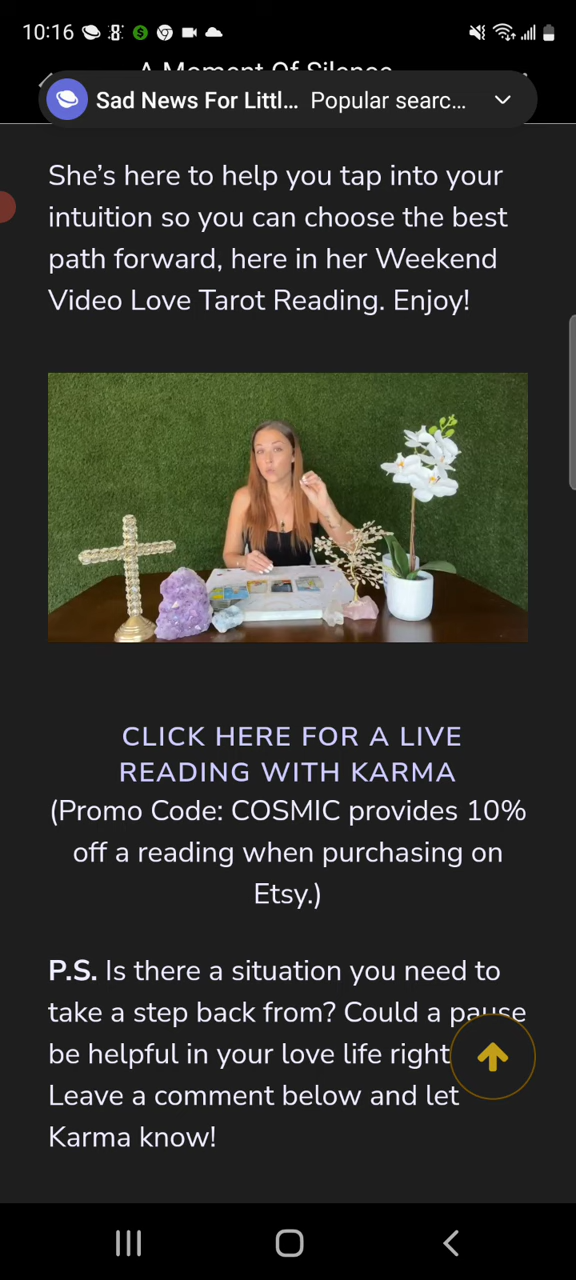 10:16
A Moment Of Silence
Sad News For Littl... Popular searc...
She's here to help you tap into your
intuition so you can choose the best
path forward, here in her Weekend
Video Love Tarot Reading. Enjoy!
CLICK HERE FOR A LIVE
READING WITH KARMA
(Promo Code: COSMIC provides 10%
off a reading when purchasing on
Etsy.)
P.S. Is there a situation you need to
take a step back from? Could a pause
be helpful in your love life right
Leave a comment below and let
Karma know!